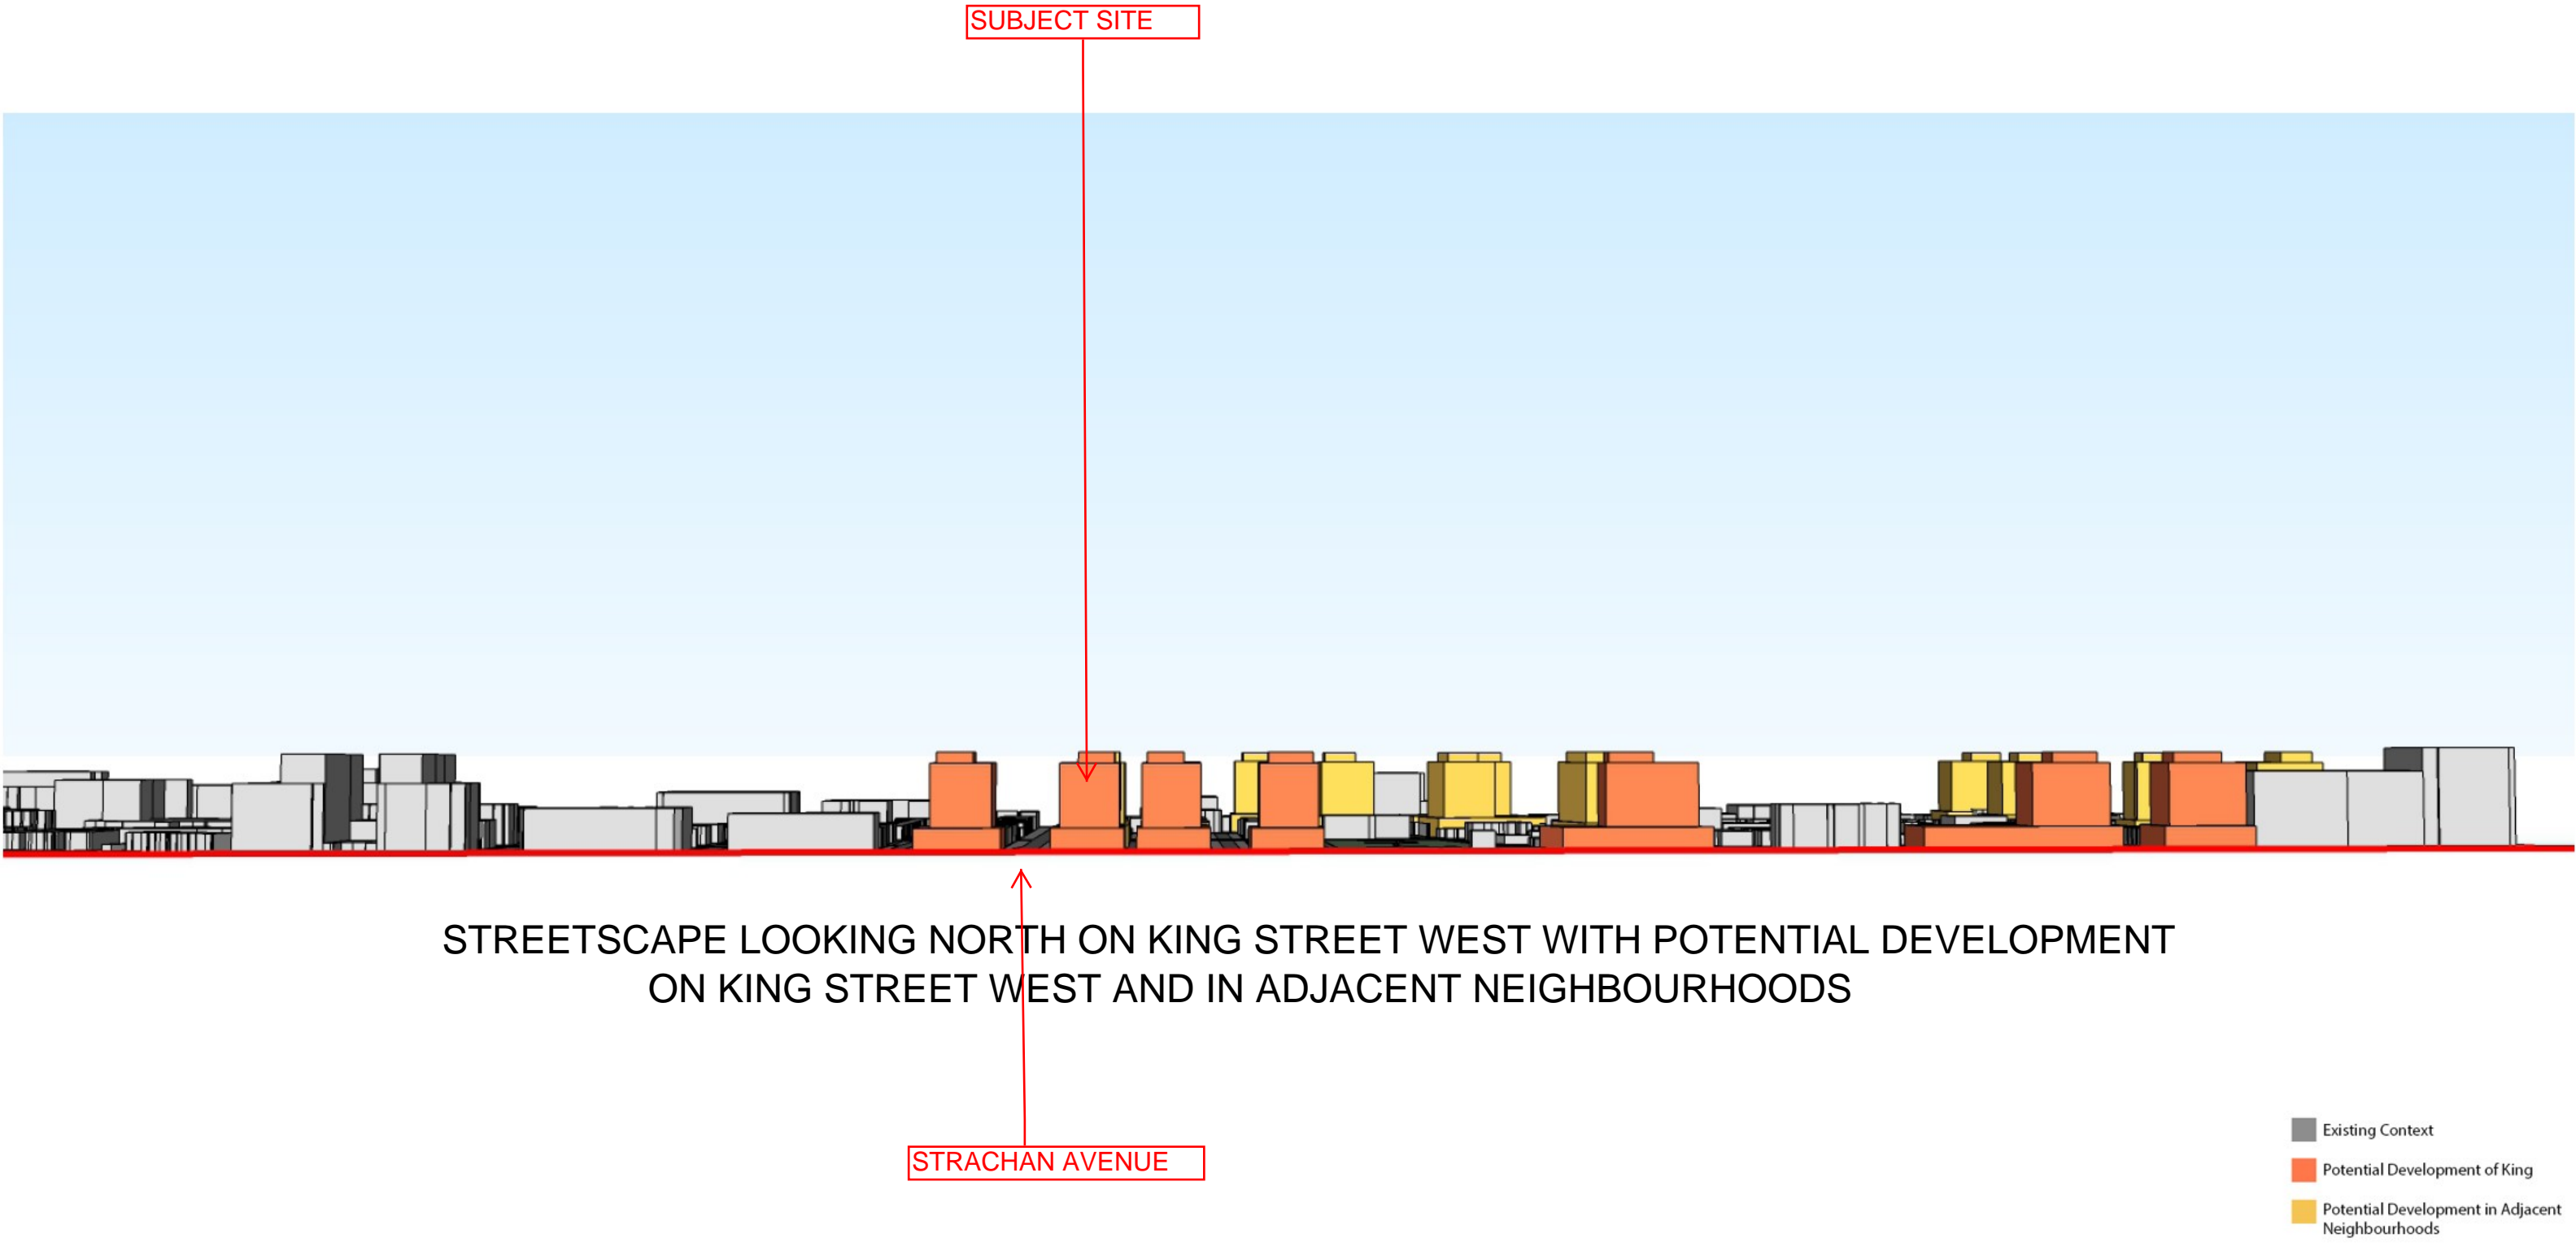 SUBJECT SITE
STREETSCAPE LOOKING NORTH ON KING STREET WEST WITH POTENTIAL DEVELOPMENT
ON KING STREET WEST AND IN ADJACENT NEIGHBOURHOODS
STRACHAN AVENUE
Existing Context
Potential Development of King
Potential Development in Adjacent
Neighbourhoods